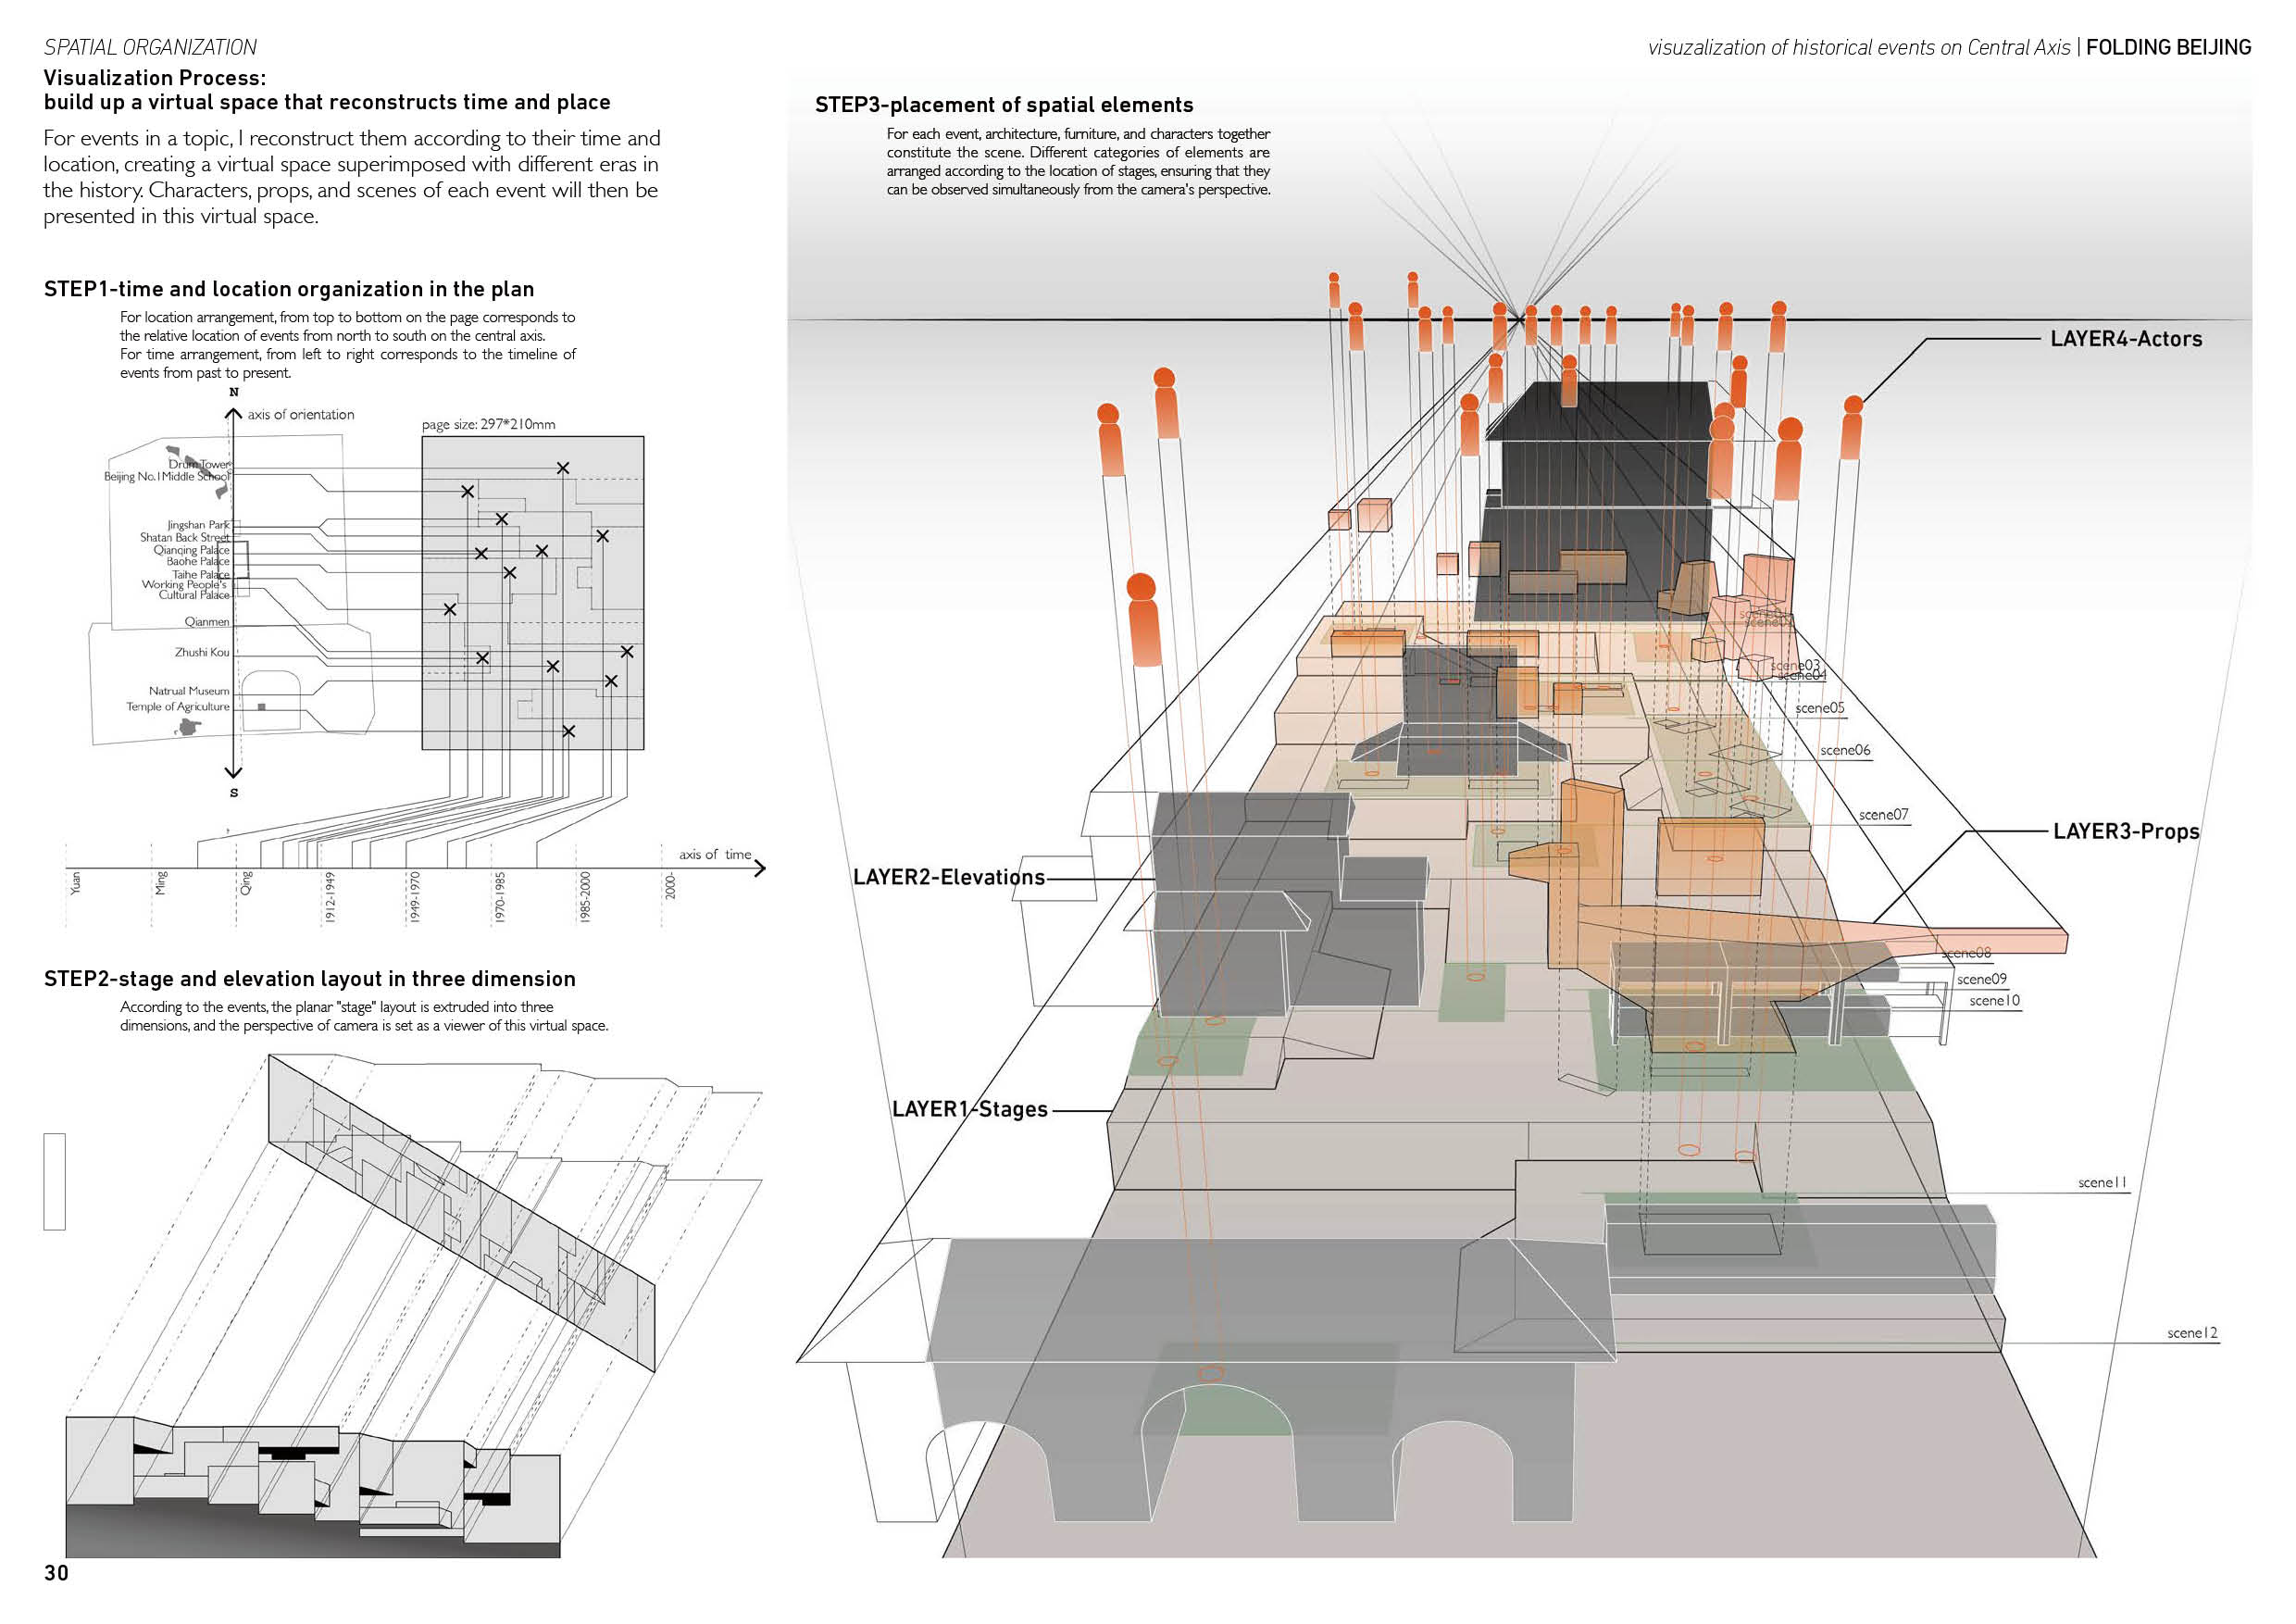 SPATIAL ORGANIZATION
visuzalization of historical events on Central Axis | FOLDING BEIJING
Visualization Process:
build up a virtual space that reconstructs time and place
For events in a topic, I reconstruct them according to their time and
location, creating a virtual space superimposed with different eras in
the history. Characters, props, and scenes of each event will then be
presented in this virtual space.
STEP1-time and location organization in the plan
For location arrangement, from top to bottom on the page corresponds to
the relative location of events from north to south on the central axis.
For time arrangement, from left to right corresponds to the timeline of
events from past to present.
N
axis of orientation
page size: 297*210mm
Drum Tower
Beijing No.1 Middle School
Jingshan Park
Shatan Back Street
Qianqing Palace
Baohe Palace
Taihe Palace
Working People's
Cultural Palace
Qianmen
Zhushi Kou
Natrual Museum
Temple of Agriculture
S
?
axis of time
Yuan
Ming
Qing
1912-1949
1949-1970
1970-1985
1985-2000
2000-
STEP2-stage and elevation layout in three dimension
According to the events, the planar "stage" layout is extruded into three
dimensions, and the perspective of camera is set as a viewer of this virtual space.
30
STEP3-placement of spatial elements
For each event, architecture, furniture, and characters together
constitute the scene. Different categories of elements are
arranged according to the location of stages, ensuring that they
can be observed simultaneously from the camera's perspective.
LAYER4-Actors
scene03
scene04
scene05
scene06
scene07
LAYER3-Props
LAYER2-Elevations
scene08
scene09
scene10
LAYER1-Stages
scene11
scene12